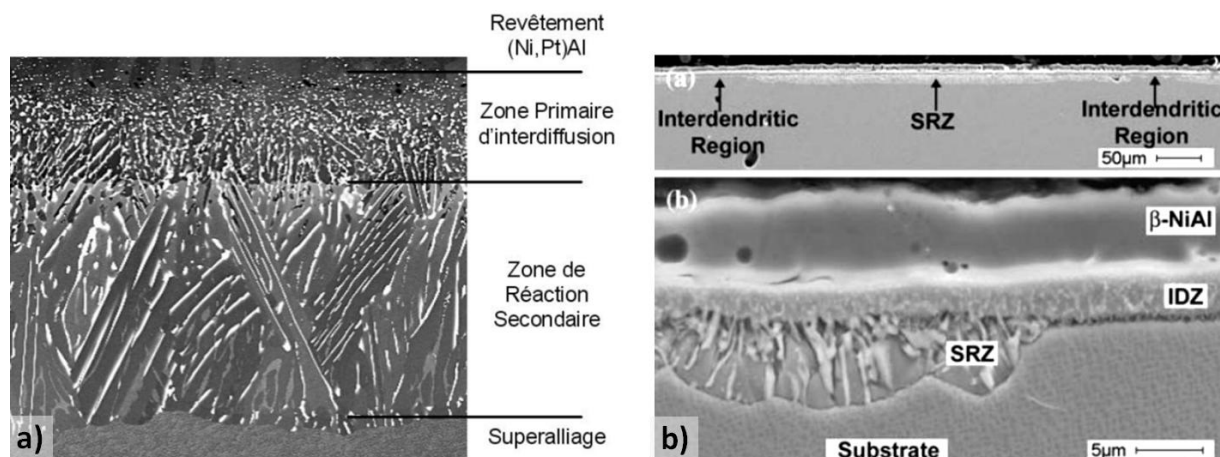 Revêtement
(Ni,Pt)Al
Zone Primaire
d'interdiffusion
Zone de
Réaction
Secondaire
Superalliage
a)
(a)
Interdendritic
Region
SRZ
Interdendritic
Region
50µm
(b)
β-NiAl
IDZ
SRZ
Substrate
5µm
b)